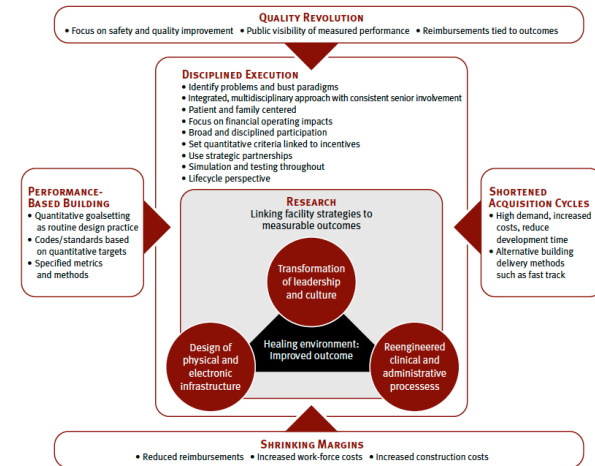 QUALITY REVOLUTION
• Focus on safety and quality improvement • Public visibility of measured performance • Reimbursements tied to outcomes
DISCIPLINED EXECUTION
• Identify problems and bust paradigms
• Integrated, multidisciplinary approach with consistent senior involvement
• Patient and family centered
• Focus on financial operating impacts
• Broad and disciplined participation
• Set quantitative criteria linked to incentives
• Use strategic partnerships
• Simulation and testing throughout
• Lifecycle perspective
PERFORMANCE-
BASED BUILDING
• Quantitative goalsetting
as routine design practice
• Codes/standards based
on quantitative targets
• Specified metrics
and methods
RESEARCH
Linking facility strategies to
measurable outcomes
Transformation
of leadership
and culture
Healing environment:
Improved outcome
Design of
physical and
electronic
infrastructure
Reengineered
clinical and
administrative
processess
SHORTENED
ACQUISITION CYCLES
• High demand, increased
costs, reduce
development time
• Alternative building
delivery methods
such as fast track
SHRINKING MARGINS
• Reduced reimbursements • Increased work-force costs • Increased construction costs